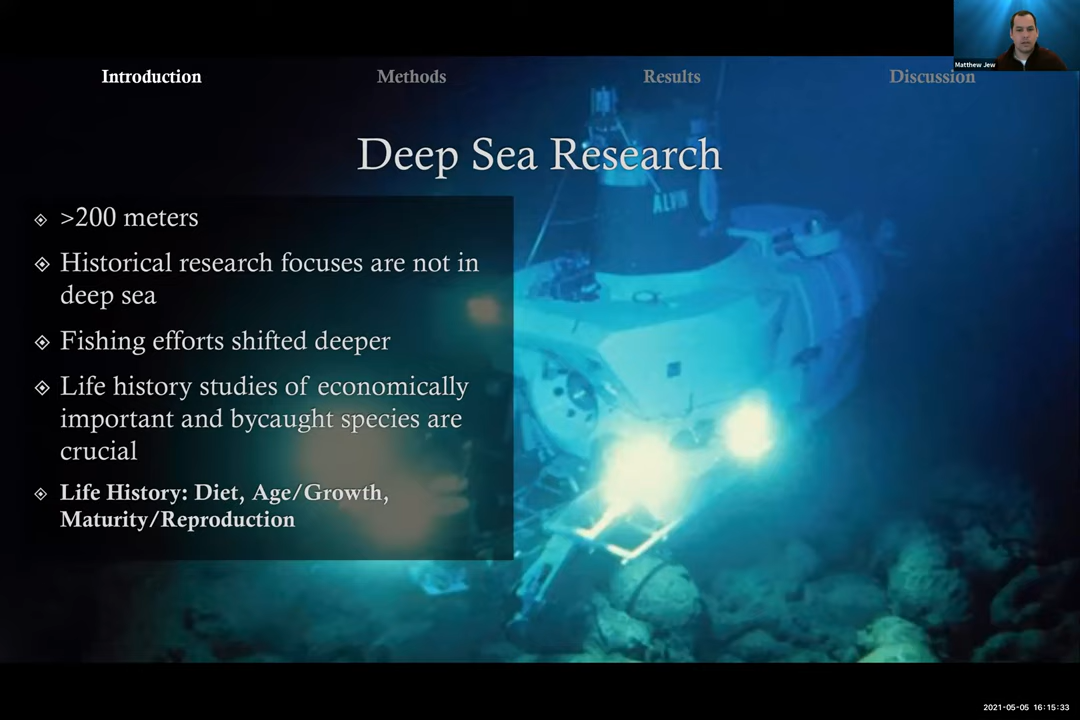 Matthew Jew
Introduction Methods Results Discussion
Deep Sea Research
ALVIN
>200 meters
Historical research focuses are not in
deep sea
Fishing efforts shifted deeper
Life history studies of economically
important and bycaught species are
crucial
Life History: Diet, Age/Growth,
Maturity/Reproduction
2021-05-05 16:15:33